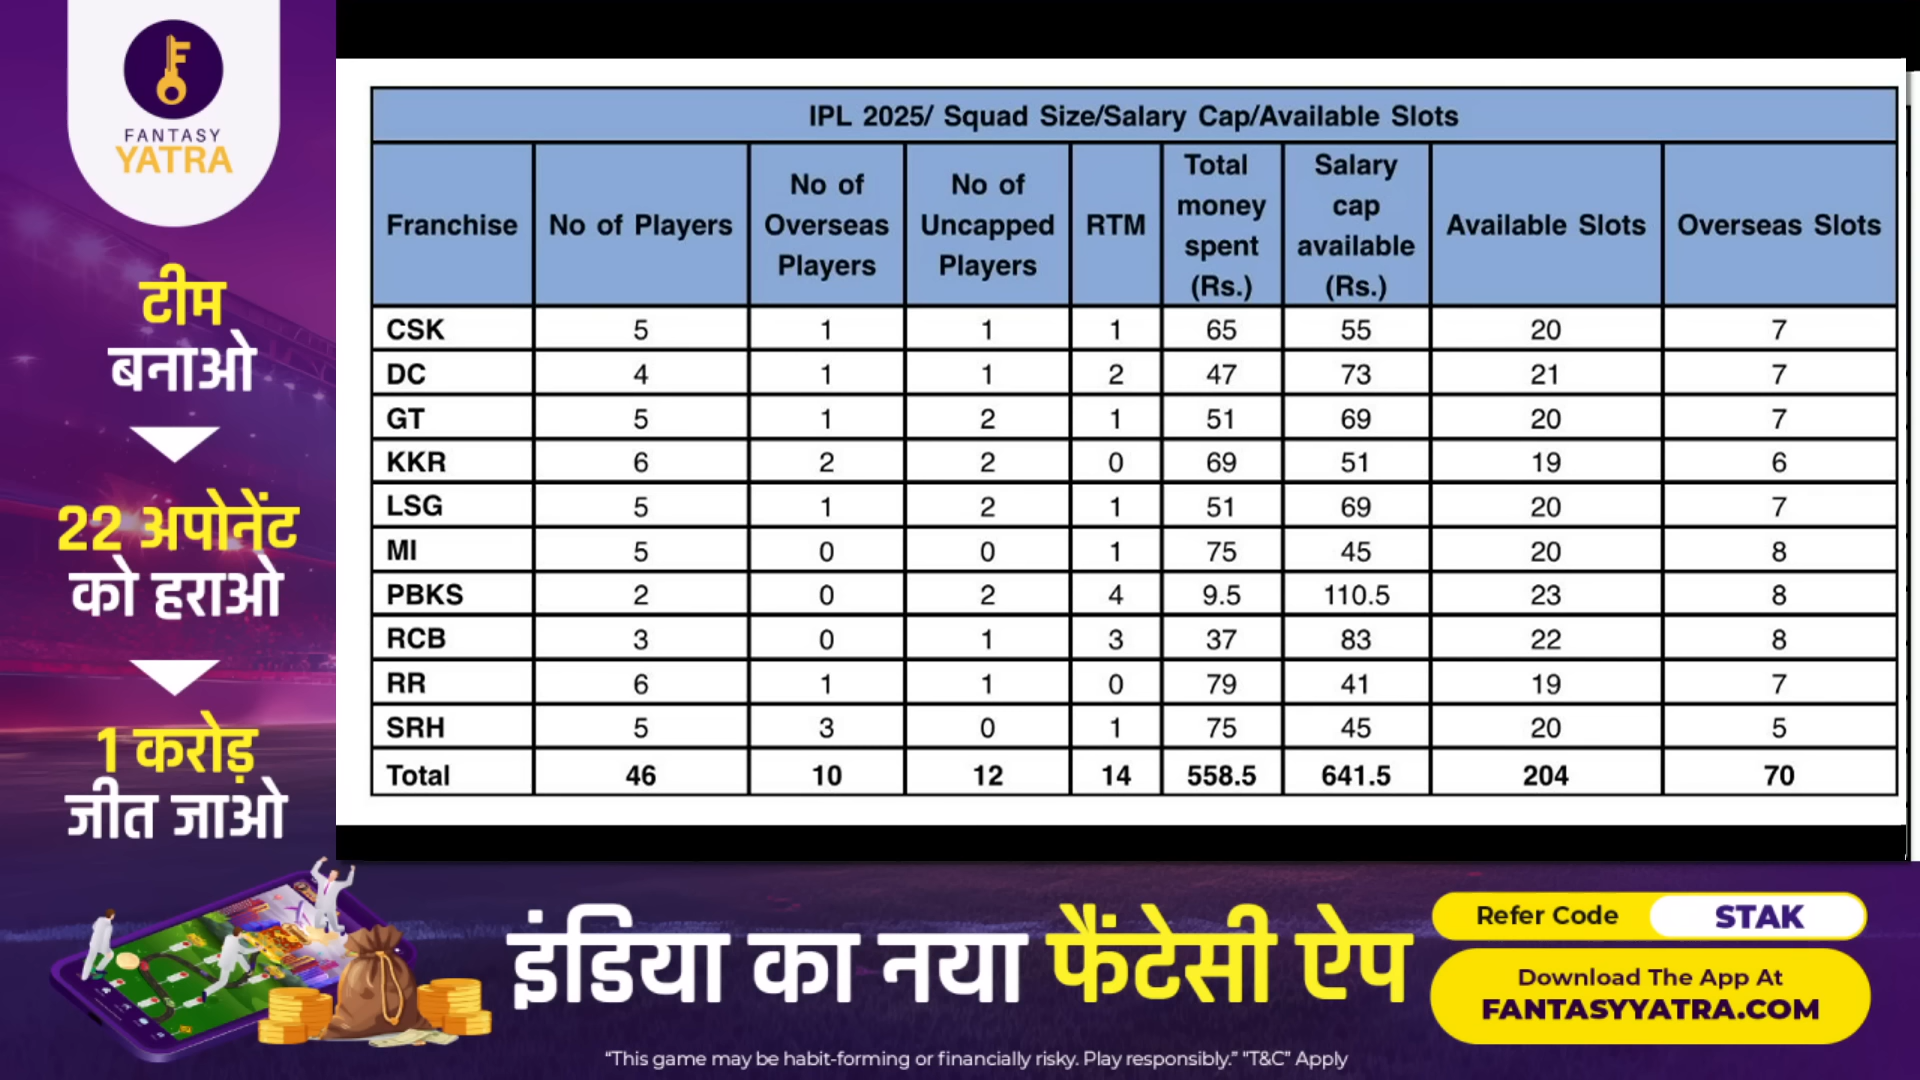 FANTASY
YATRA
टीम
बनाओ
22 अपोनेंट
को हराओ
1 करोड़
जीत जाओ
IPL 2025/ Squad Size/Salary Cap/Available Slots
Franchise No of Players No of Overseas Players No of Uncapped Players RTM Total money spent (Rs.) Salary cap available (Rs.) Available Slots Overseas Slots
CSK 5 1 1 1 65 55 20 7
DC 4 1 1 2 47 73 21 7
GT 5 1 2 1 51 69 20 7
KKR 6 2 2 0 69 51 19 6
LSG 5 1 2 1 51 69 20 7
MI 5 0 0 1 75 45 20 8
PBKS 2 0 2 4 9.5 110.5 23 8
RCB 3 0 1 3 37 83 22 8
RR 6 1 1 0 79 41 19 7
SRH 5 3 0 1 75 45 20 5
Total 46 10 12 14 558.5 641.5 204 70
इंडिया का नया फैंटेसी ऐप
Refer Code STAK
Download The App At
FANTASYYATRA.COM
“This game may be habit-forming or financially risky. Play responsibly.” "T&C" Apply